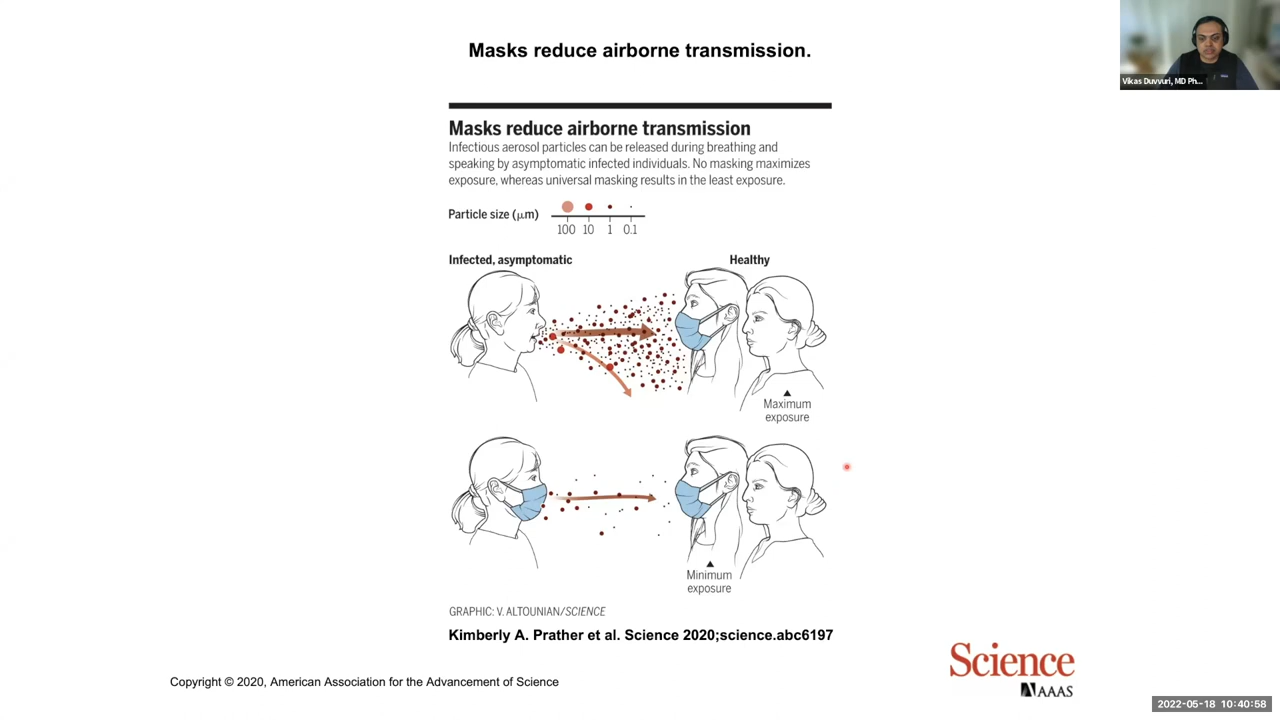 Masks reduce airborne transmission.
Vikas Duvvuri, MD Ph...
Masks reduce airborne transmission
Infectious aerosol particles can be released during breathing and
speaking by asymptomatic infected individuals. No masking maximizes
exposure, whereas universal masking results in the least exposure.
Particle size (μm)
100 10 1 0.1
Infected, asymptomatic Healthy
Maximum
exposure
Minimum
exposure
GRAPHIC: V. ALTOUNIAN/SCIENCE
Kimberly A. Prather et al. Science 2020;science.abc6197
Science
AAAS
Copyright © 2020, American Association for the Advancement of Science
2022-05-18 10:40:58